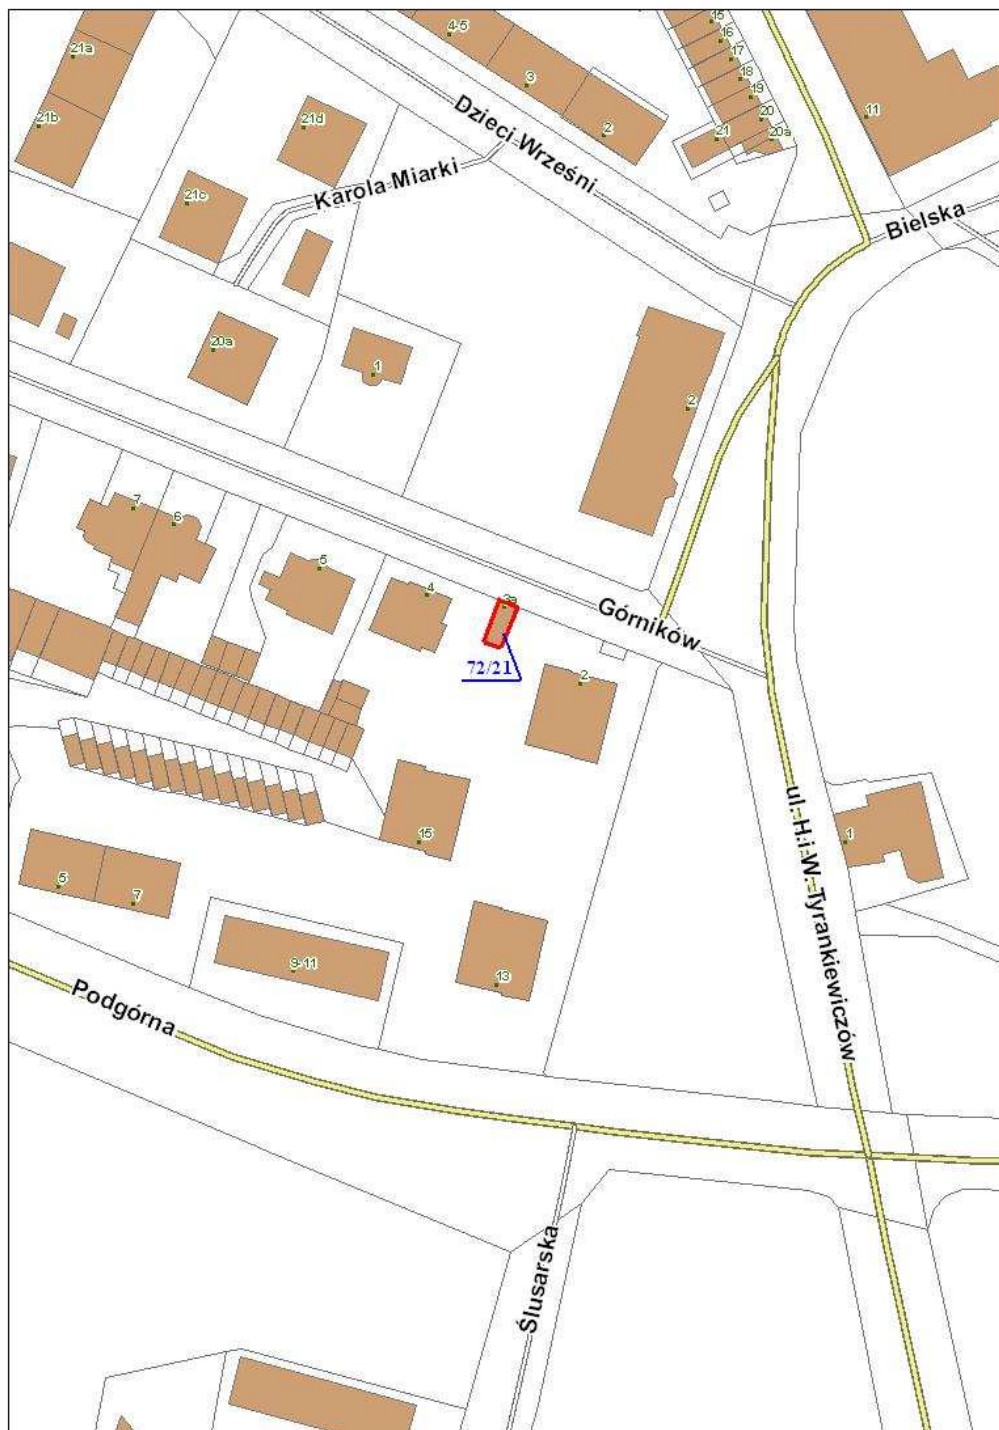 15
4-5
16
21a
17
3
18
19
11
20
21b
21d
2
21
20a
Dzieci Wrześni
Karola Miarki
21c
Bielska
20a
1
2
7
6
5
4
3a
Górników
72/21
2
ul. H.i W. Tyrankiewiczów
15
1
5
7
9-11
13
Podgórna
Ślusarska